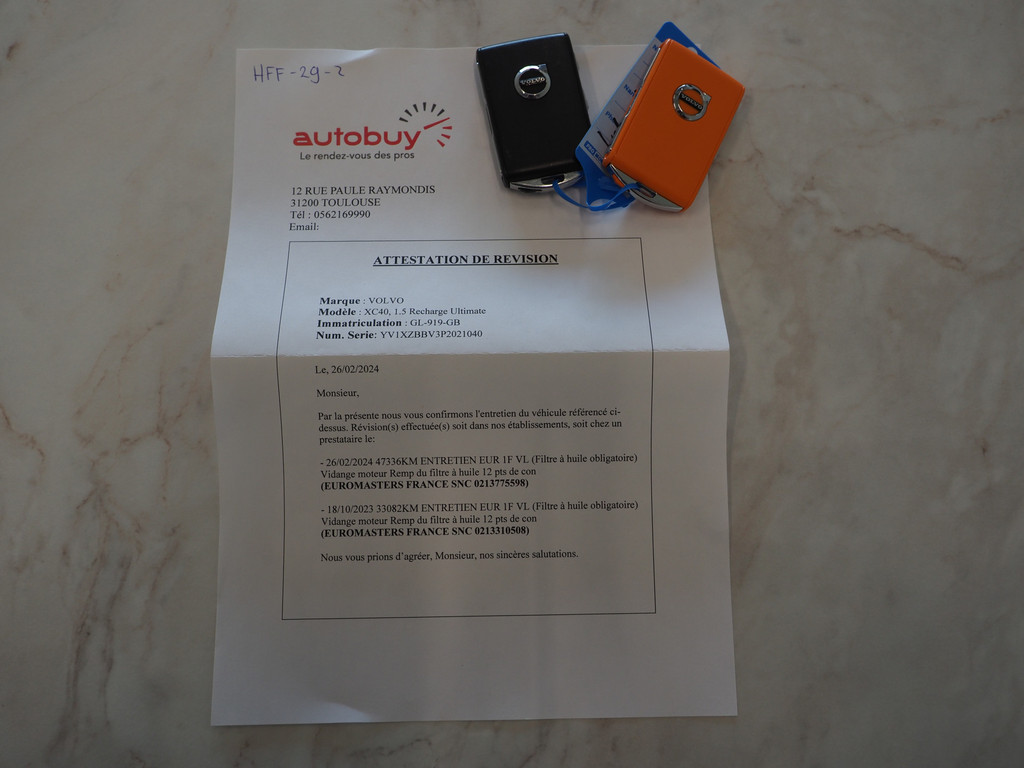 HFF-29-2
autobuy
Le rendez-vous des pros
12 RUE PAULE RAYMONDIS
31200 TOULOUSE
Tél : 0562169990
Email:
ATTESTATION DE REVISION
Marque : VOLVO
Modèle : XC40, 1.5 Recharge Ultimate
Immatriculation : GL-919-GB
Num. Serie: YV1XZBBV3P2021040
Le, 26/02/2024
Monsieur,
Par la présente nous vous confirmons l'entretien du véhicule référencé ci-
dessus. Révision(s) effectuée(s) soit dans nos établissements, soit chez un
prestataire le:
- 26/02/2024 47336KM ENTRETIEN EUR 1F VL (Filtre à huile obligatoire)
Vidange moteur Remp du filtre à huile 12 pts de con
(EUROMASTERS FRANCE SNC 0213775598)
- 18/10/2023 33082KM ENTRETIEN EUR 1F VL (Filtre à huile obligatoire)
Vidange moteur Remp du filtre à huile 12 pts de con
(EUROMASTERS FRANCE SNC 0213310508)
Nous vous prions d'agréer, Monsieur, nos sincères salutations.
VOLVO
VOLVO